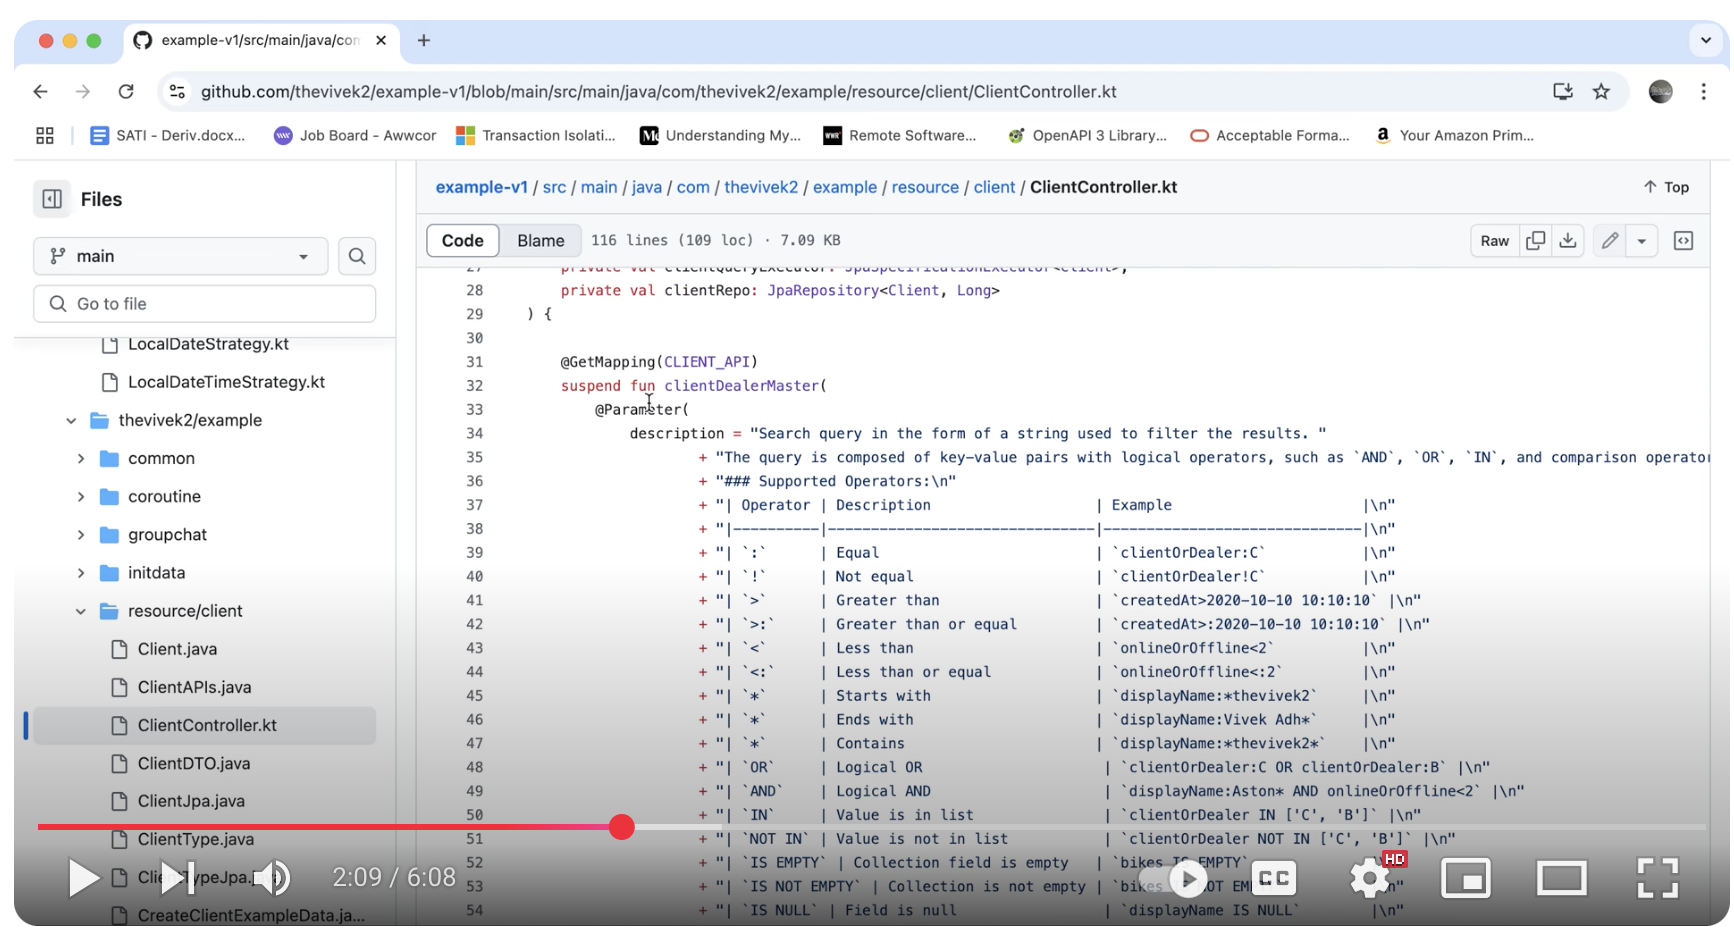 example-v1/src/main/java/con
github.com/thevivek2/example-v1/blob/main/src/main/java/com/thevivek2/example/resource/client/ClientController.kt
SATI - Deriv.docx...
Job Board - Awwcor
Transaction Isolati...
Understanding My...
Remote Software...
OpenAPI 3 Library...
Acceptable Forma...
Your Amazon Prim...
Files
example-v1 / src / main / java / com / thevivek2 / example / resource / client / ClientController.kt
Top
main
Code Blame 116 lines (109 loc) · 7.09 KB
Raw
Go to file
LocalDateStrategy.kt
LocalDateTimeStrategy.kt
thevivek2/example
common
coroutine
groupchat
initdata
resource/client
Client.java
ClientAPIs.java
ClientController.kt
ClientDTO.java
ClientJpa.java
ClientType.java
CreateClientExampleData.ja...
27 private val clientQueryExecutor: JpaSpecificationExecutor<Client>,
28 private val clientRepo: JpaRepository<Client, Long>
29 ) {
30
31 @GetMapping(CLIENT_API)
32 suspend fun clientDealerMaster(
33 @Parameter(
34 description = "Search query in the form of a string used to filter the results. "
35 + "The query is composed of key-value pairs with logical operators, such as `AND`, `OR`, `IN`, and comparison operator
36 + "### Supported Operators:\n"
37 + "| Operator | Description | Example |\n"
38 + "|----------|-------------------------------|------------------------------|\n"
39 + "| `:` | Equal | `clientOrDealer:C` |\n"
40 + "| `!` | Not equal | `clientOrDealer!C` |\n"
41 + "| `>` | Greater than | `createdAt>2020-10-10 10:10:10` |\n"
42 + "| `>:` | Greater than or equal | `createdAt>:2020-10-10 10:10:10` |\n"
43 + "| `<` | Less than | `onlineOrOffline<2` |\n"
44 + "| `<:` | Less than or equal | `onlineOrOffline<:2` |\n"
45 + "| `*` | Starts with | `displayName:*thevivek2` |\n"
46 + "| `*` | Ends with | `displayName:Vivek Adh*` |\n"
47 + "| `*` | Contains | `displayName:*thevivek2*` |\n"
48 + "| `OR` | Logical OR | `clientOrDealer:C OR clientOrDealer:B` |\n"
49 + "| `AND` | Logical AND | `displayName:Aston* AND onlineOrOffline<2` |\n"
50 + "| `IN` | Value is in list | `clientOrDealer IN ['C', 'B']` |\n"
51 + "| `NOT IN` | Value is not in list | `clientOrDealer NOT IN ['C', 'B']` |\n"
52 + "| `IS EMPTY` | Collection field is empty | `bikes IS EMPTY`
53 + "| `IS NOT EMPTY` | Collection is not empty | `bikes
54 + "| `IS NULL` | Field is null | `displayName IS NULL` |\n"
2:09 / 6:08
CC
HD